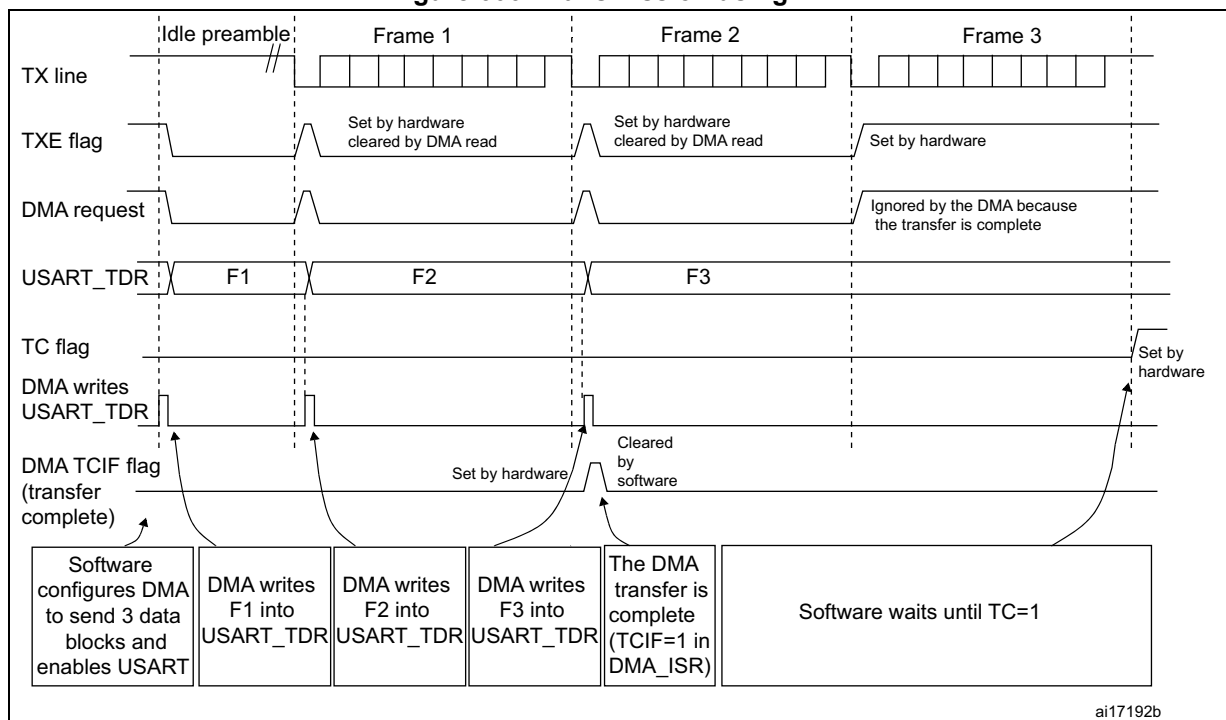 Idle preamble
Frame 1
Frame 2
Frame 3
TX line
TXE flag
Set by hardware
cleared by DMA read
Set by hardware
cleared by DMA read
Set by hardware
DMA request
Ignored by the DMA because
the transfer is complete
USART_TDR
F1
F2
F3
TC flag
Set by
hardware
DMA writes
USART_TDR
DMA TCIF flag
(transfer
complete)
Set by hardware
Cleared
by
software
Software
configures DMA
to send 3 data
blocks and
enables USART
DMA writes
F1 into
USART_TDR
DMA writes
F2 into
USART_TDR
DMA writes
F3 into
USART_TDR
The DMA
transfer is
complete
(TCIF=1 in
DMA_ISR)
Software waits until TC=1
ai17192b